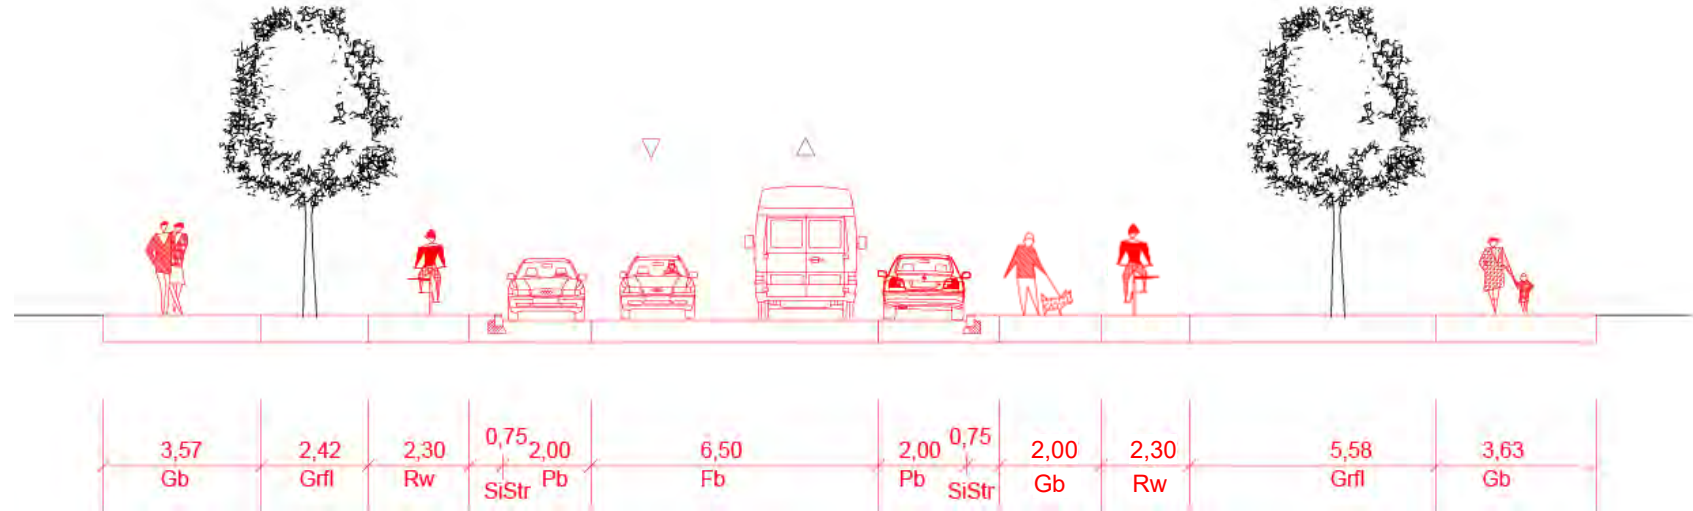 3,57 2,42 2,30 0,75 2,00 6,50 2,00 0,75 2,00 2,30 5,58 3,63
Gb Grfl Rw SiStr Pb Fb Pb SiStr Gb Rw Grfl Gb